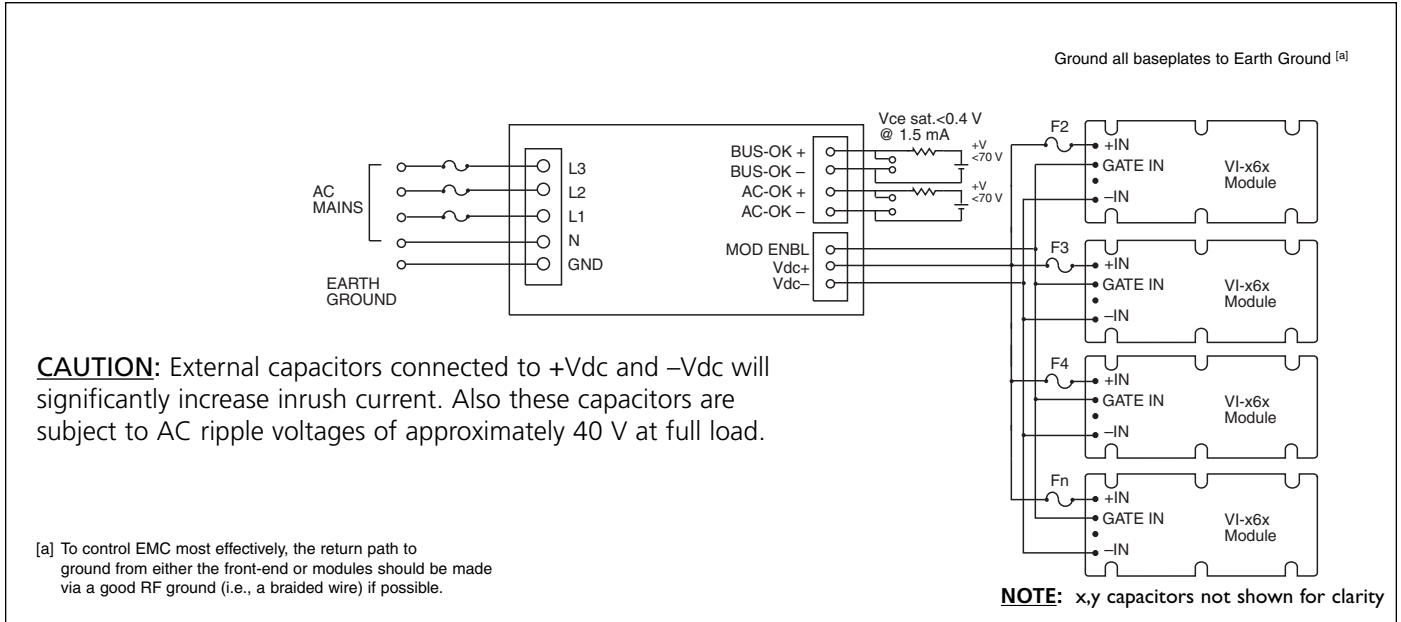 Ground all baseplates to Earth Ground [a]
AC
MAINS
EARTH
GROUND
L3
L2
L1
N
GND
BUS-OK +
BUS-OK –
AC-OK +
AC-OK –
MOD ENBL
Vdc+
Vdc–
Vce sat.<0.4 V
@ 1.5 mA
+V
<70 V
+V
<70 V
F2
+IN
GATE IN
–IN
VI-x6x
Module
F3
+IN
GATE IN
–IN
VI-x6x
Module
F4
+IN
GATE IN
–IN
VI-x6x
Module
Fn
+IN
GATE IN
–IN
VI-x6x
Module
CAUTION: External capacitors connected to +Vdc and –Vdc will
significantly increase inrush current. Also these capacitors are
subject to AC ripple voltages of approximately 40 V at full load.
[a] To control EMC most effectively, the return path to
ground from either the front-end or modules should be made
via a good RF ground (i.e., a braided wire) if possible.
NOTE: x,y capacitors not shown for clarity